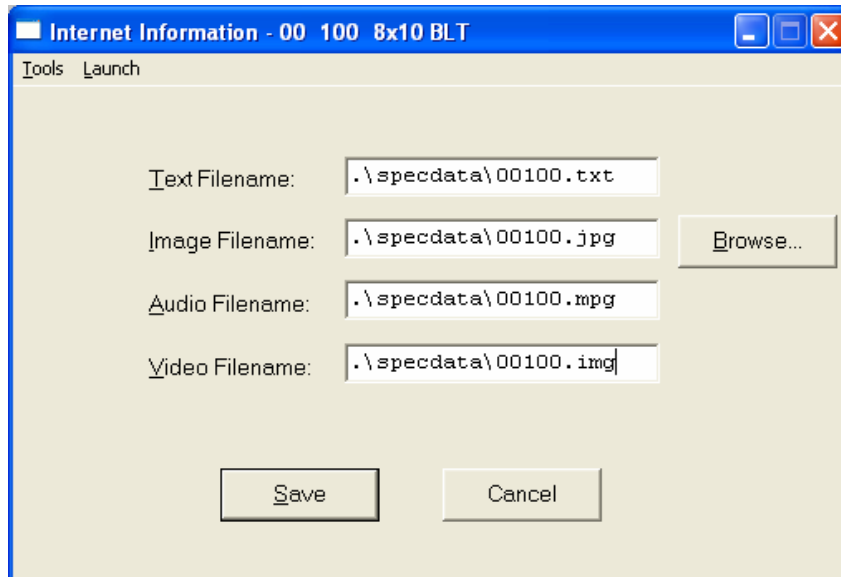 Internet Information - 00 100 8x10 BLT
Tools Launch
Text Filename: .\specdata\00100.txt
Image Filename: .\specdata\00100.jpg Browse...
Audio Filename: .\specdata\00100.mpg
Video Filename: .\specdata\00100.img
Save Cancel